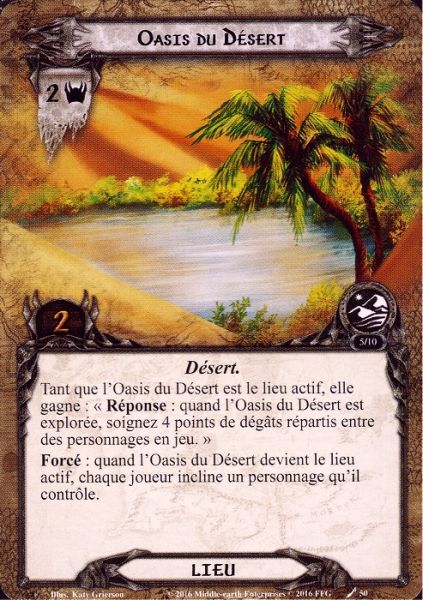 Oasis du Désert
2
2
5/10
Désert.
Tant que l'Oasis du Désert est le lieu actif, elle
gagne : « Réponse : quand l'Oasis du Désert est
explorée, soignez 4 points de dégâts répartis entre
des personnages en jeu. »
Forcé : quand l'Oasis du Désert devient le lieu
actif, chaque joueur incline un personnage qu'il
contrôle.
LIEU
Illus. Katy Grierson © 2016 Middle-earth Enterprises © 2016 FFG 50